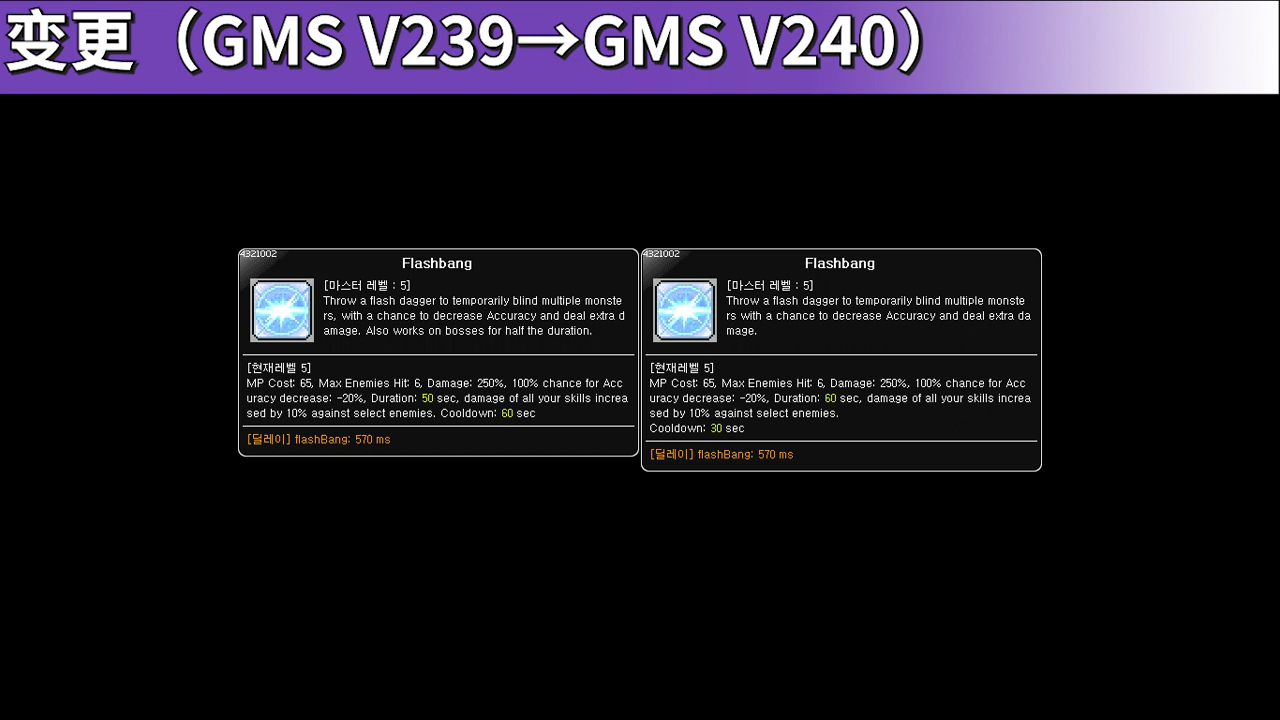 变更（GMS V239→GMS V240）
4321002
Flashbang
[마스터 레벨 : 5]
Throw a flash dagger to temporarily blind multiple monste
rs, with a chance to decrease Accuracy and deal extra d
amage. Also works on bosses for half the duration.
[현재레벨 5]
MP Cost: 65, Max Enemies Hit: 6, Damage: 250%, 100% chance for Acc
uracy decrease: -20%, Duration: 50 sec, damage of all your skills increa
sed by 10% against select enemies. Cooldown: 60 sec
[딜레이] flashBang: 570 ms
4321002
Flashbang
[마스터 레벨 : 5]
Throw a flash dagger to temporarily blind multiple monste
rs with a chance to decrease Accuracy and deal extra da
mage.
[현재레벨 5]
MP Cost: 65, Max Enemies Hit: 6, Damage: 250%, 100% chance for Acc
uracy decrease: -20%, Duration: 60 sec, damage of all your skills increa
sed by 10% against select enemies.
Cooldown: 30 sec
[딜레이] flashBang: 570 ms